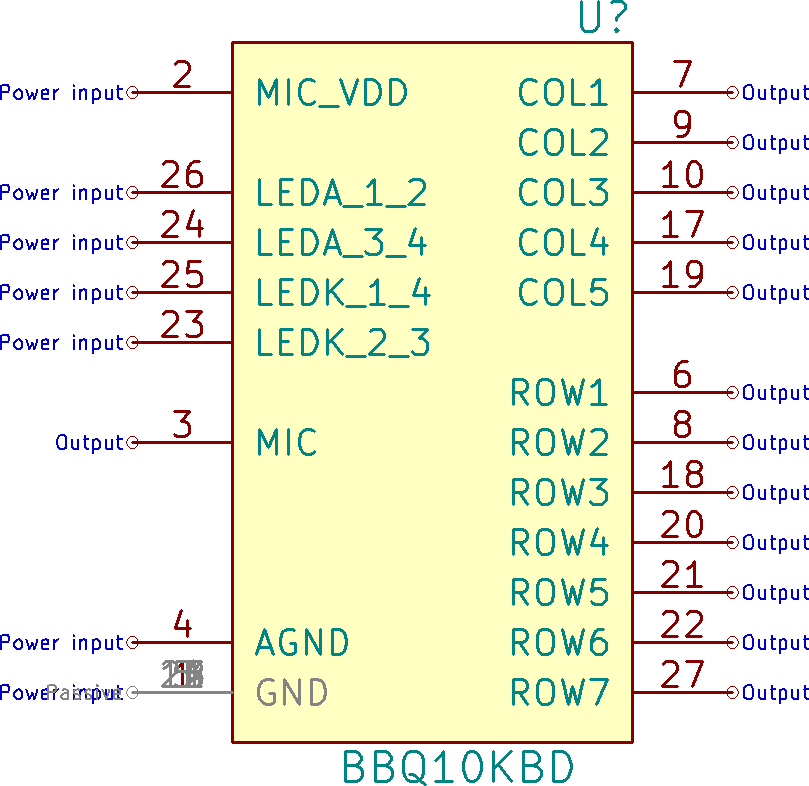 U?
Power input 2 MIC_VDD COL1 7 Output
COL2 9 Output
Power input 26 LEDA_1_2 COL3 10 Output
Power input 24 LEDA_3_4 COL4 17 Output
Power input 25 LEDK_1_4 COL5 19 Output
Power input 23 LEDK_2_3
ROW1 6 Output
Output 3 MIC ROW2 8 Output
ROW3 18 Output
ROW4 20 Output
ROW5 21 Output
Power input 4 AGND ROW6 22 Output
Power input Passive GND ROW7 27 Output
BBQ10KBD